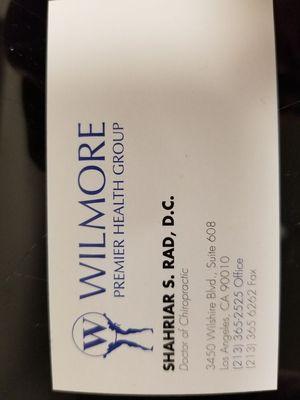 W
WILMORE
PREMIER HEALTH GROUP
SHAHRIAR S. RAD, D.C.
Doctor of Chiropractic
3450 Wilshire Blvd., Suite 608
Los Angeles, CA 90010
(213) 365-2525 Office
(213) 365 6262 Fax